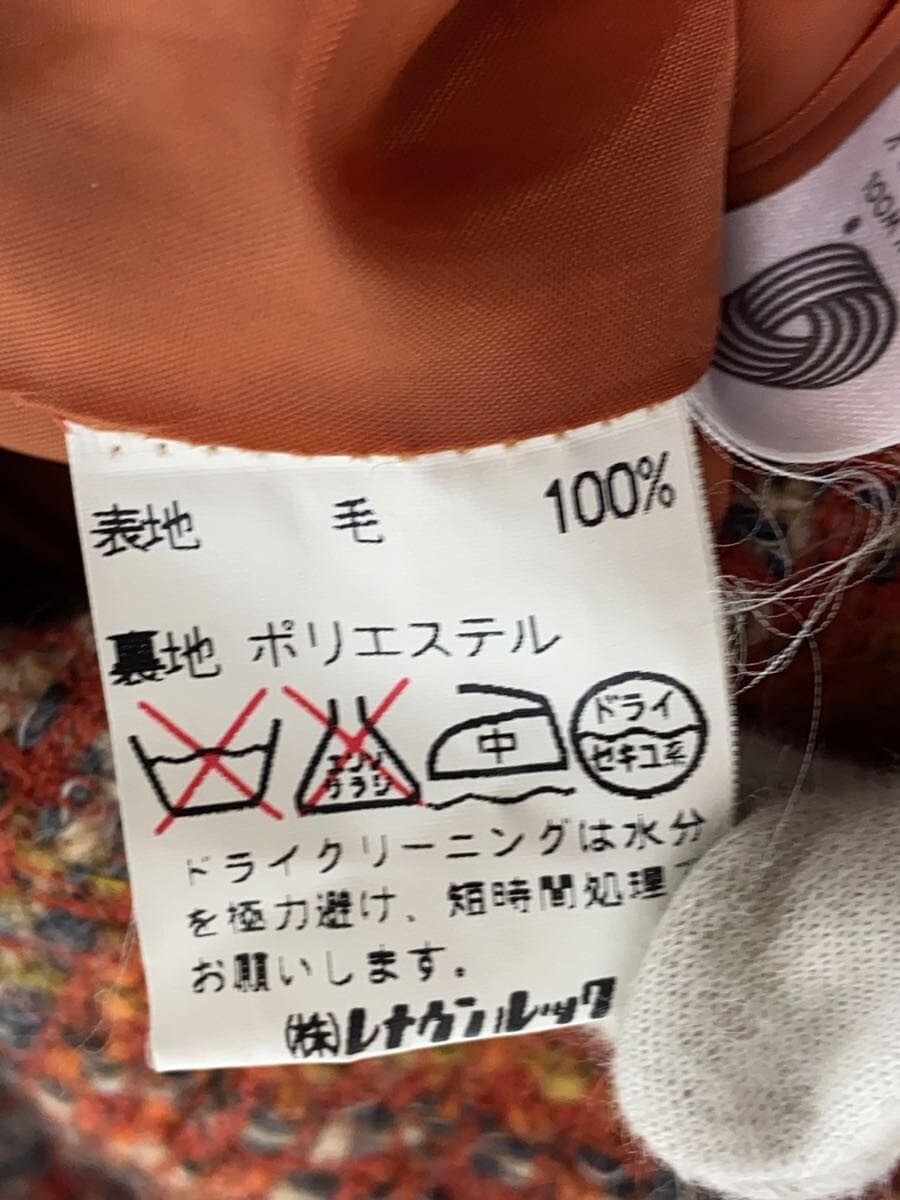 表地 毛 100%
裏地 ポリエステル
エンソ
サラシ
中
ドライ
セキユ系
ドライクリーニングは水分
を極力避け、短時間処理で
お願いします。
㈱レナウンルック